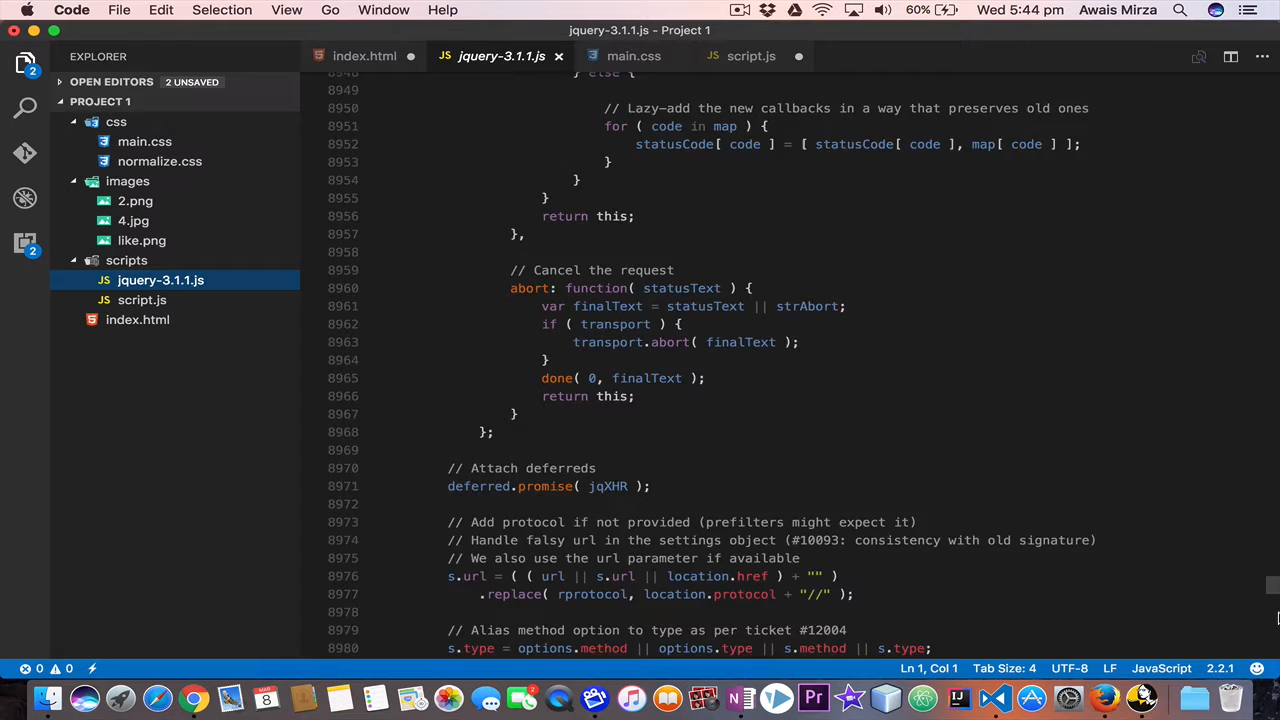 Code File Edit Selection View Go Window Help 60% Wed 5:44 pm Awais Mirza
jquery-3.1.1.js - Project 1
EXPLORER
OPEN EDITORS 2 UNSAVED
PROJECT 1
css
main.css
normalize.css
images
2.png
4.jpg
like.png
scripts
JS jquery-3.1.1.js
JS script.js
index.html
2
2
index.html JS jquery-3.1.1.js main.css JS script.js
8948 } else {
8949
8950 // Lazy-add the new callbacks in a way that preserves old ones
8951 for ( code in map ) {
8952 statusCode[ code ] = [ statusCode[ code ], map[ code ] ];
8953 }
8954 }
8955 }
8956 return this;
8957 },
8958
8959 // Cancel the request
8960 abort: function( statusText ) {
8961 var finalText = statusText || strAbort;
8962 if ( transport ) {
8963 transport.abort( finalText );
8964 }
8965 done( 0, finalText );
8966 return this;
8967 }
8968 };
8969
8970 // Attach deferreds
8971 deferred.promise( jqXHR );
8972
8973 // Add protocol if not provided (prefilters might expect it)
8974 // Handle falsy url in the settings object (#10093: consistency with old signature)
8975 // We also use the url parameter if available
8976 s.url = ( ( url || s.url || location.href ) + "" )
8977 .replace( rprotocol, location.protocol + "//" );
8978
8979 // Alias method option to type as per ticket #12004
8980 s.type = options.method || options.type || s.method || s.type;
0 0 Ln 1, Col 1 Tab Size: 4 UTF-8 LF JavaScript 2.2.1